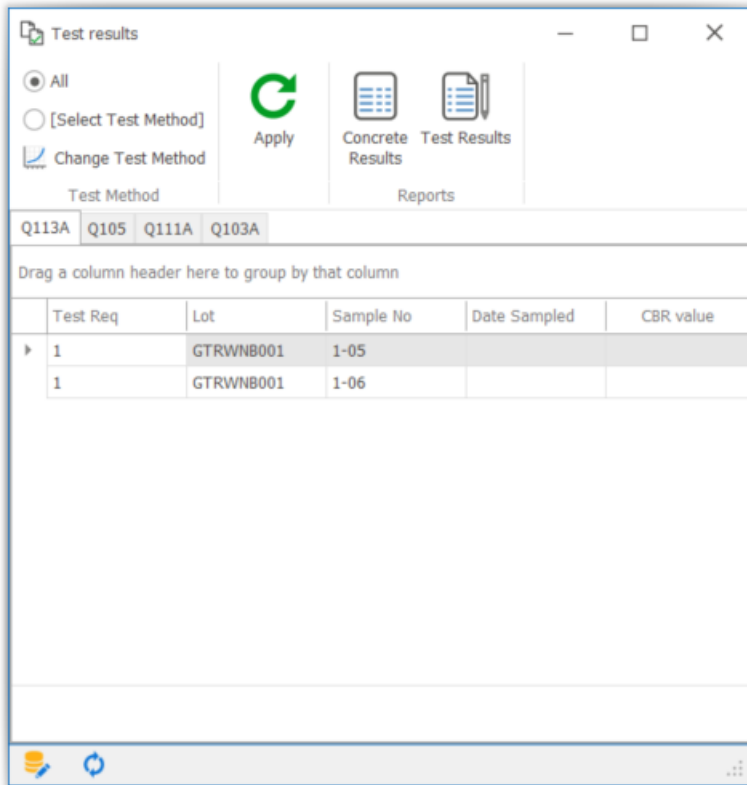 Test results
All
[Select Test Method]
Change Test Method
Test Method
Apply
Concrete Results
Test Results
Reports
Q113A Q105 Q111A Q103A
Drag a column header here to group by that column
Test Req Lot Sample No Date Sampled CBR value
1 GTRWNB001 1-05
1 GTRWNB001 1-06